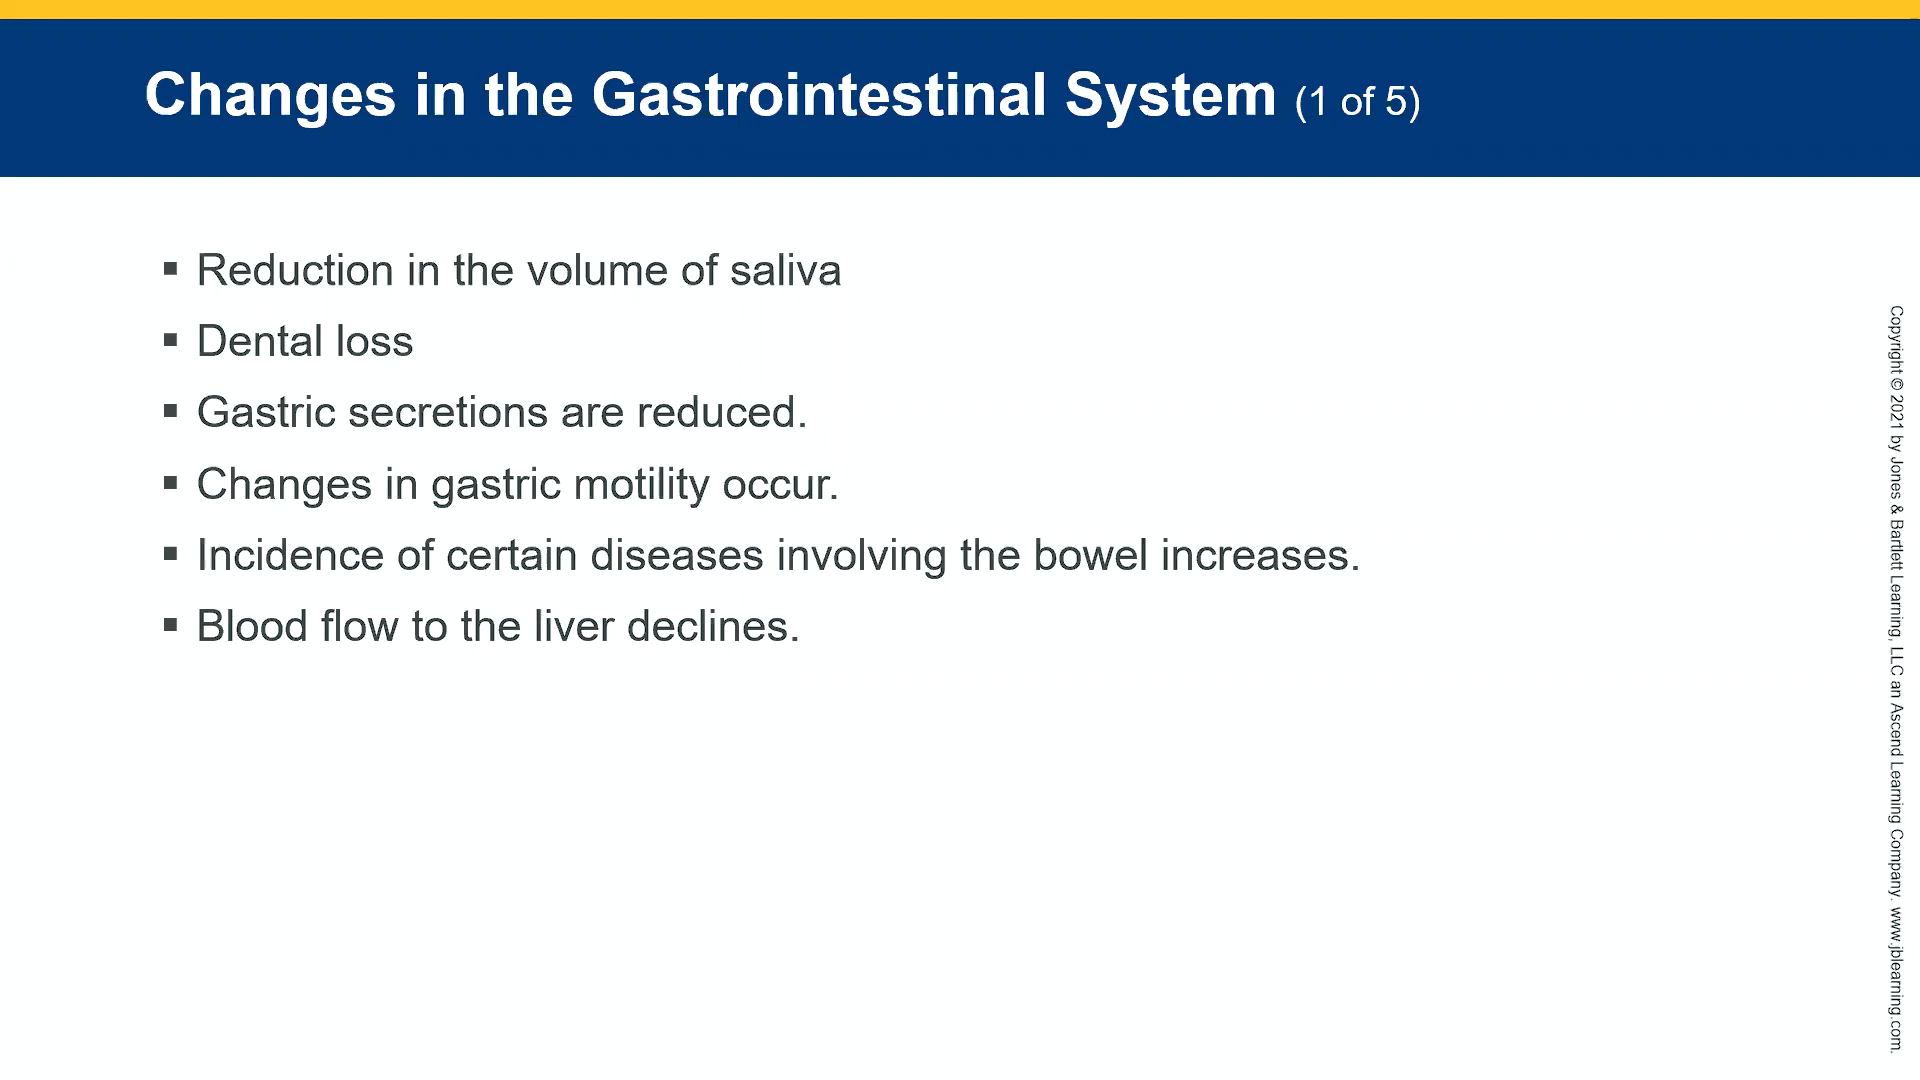 Changes in the Gastrointestinal System (1 of 5)
▪ Reduction in the volume of saliva
▪ Dental loss
▪ Gastric secretions are reduced.
▪ Changes in gastric motility occur.
▪ Incidence of certain diseases involving the bowel increases.
▪ Blood flow to the liver declines.
Copyright © 2021 by Jones & Bartlett Learning, LLC an Ascend Learning Company. www.jblearning.com.